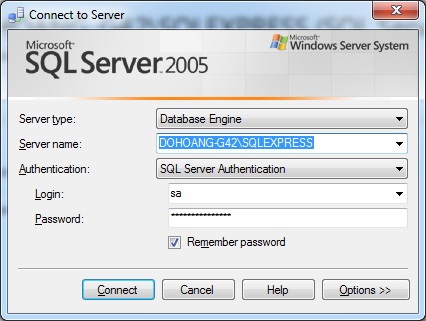 Connect to Server
Microsoft
SQL Server 2005
Microsoft
Windows Server System
Server type: Database Engine
Server name: DOHOANG-G42\SQLEXPRESS
Authentication: SQL Server Authentication
Login: sa
Password: ***************
Remember password
Connect Cancel Help Options >>